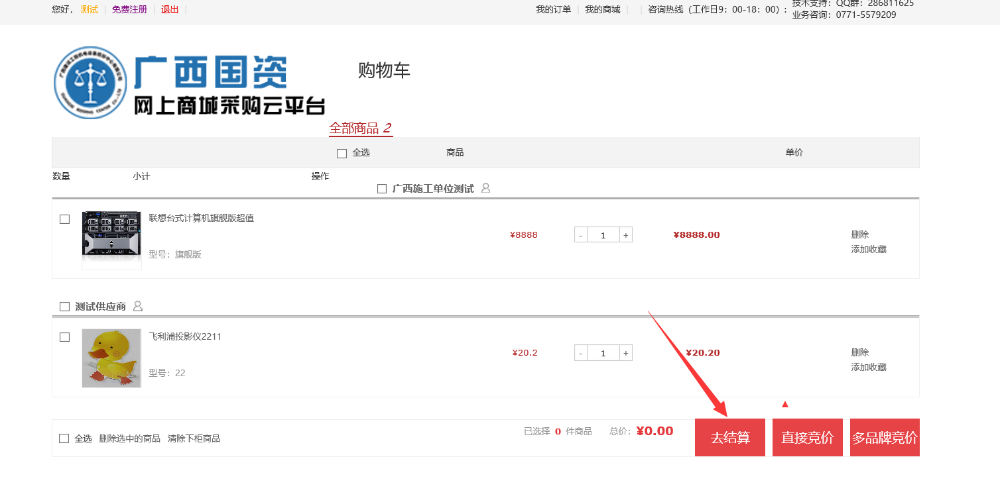 您好， 测试 | 免费注册 | 退出 |
我的订单 | 我的商城 | | 咨询热线（工作日9：00-18：00）：
技术支持：QQ群：286811625
业务咨询：0771-5579209
广西国资
网上商城采购云平台
购物车
全部商品 2
全选 商品 单价
数量 小计 操作
广西施工单位测试
联想台式计算机旗舰版超值
型号：旗舰版
¥8888 - 1 + ¥8888.00
删除
添加收藏
测试供应商
飞利浦投影仪2211
型号：22
¥20.2 - 1 + ¥20.20
删除
添加收藏
全选 删除选中的商品 清除下柜商品
已选择 0 件商品 总价： ¥0.00
去结算 直接竞价 多品牌竞价